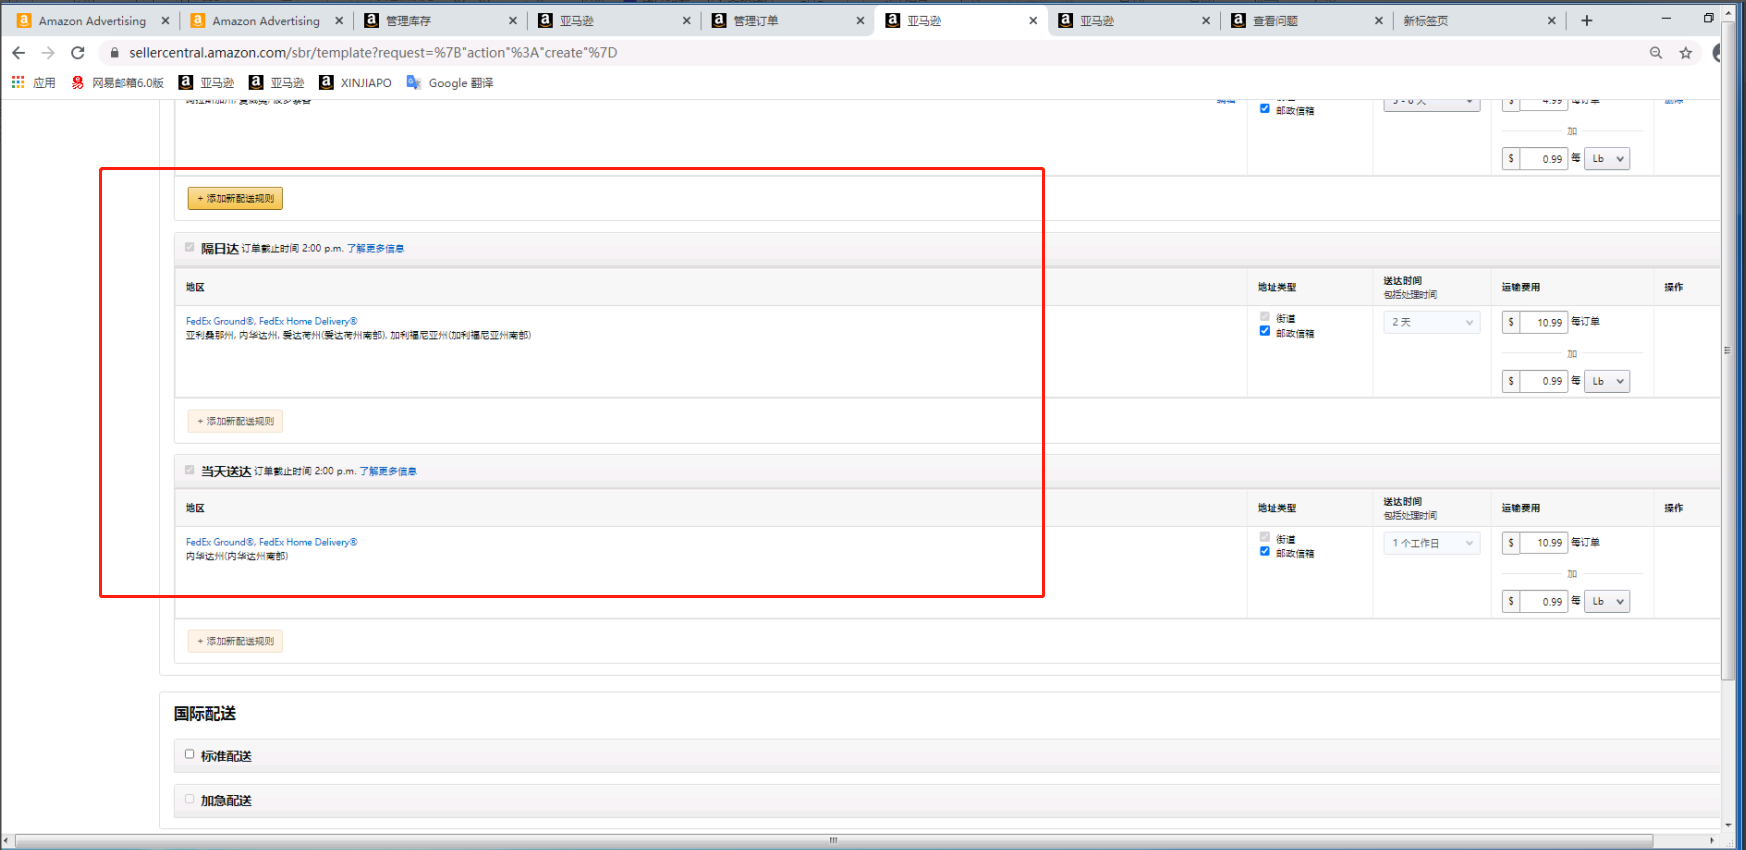 Amazon Advertising
Amazon Advertising
管理库存
亚马逊
管理订单
亚马逊
亚马逊
查看问题
新标签页
sellercentral.amazon.com/sbr/template?request=%7B"action"%3A"create"%7D
应用
网易邮箱6.0版
亚马逊
亚马逊
XINJIAPO
Google 翻译
邮政信箱
$ 4.99 每订单
加
$ 0.99 每 Lb
+ 添加新配送规则
隔日达 订单截止时间 2:00 p.m. 了解更多信息
地区
地址类型
送达时间
包括处理时间
运输费用
操作
FedEx Ground®, FedEx Home Delivery®
亚利桑那州, 内华达州, 爱达荷州(爱达荷州南部), 加利福尼亚州(加利福尼亚州南部)
街道
邮政信箱
2 天
$ 10.99 每订单
加
$ 0.99 每 Lb
+ 添加新配送规则
当天送达 订单截止时间 2:00 p.m. 了解更多信息
地区
地址类型
送达时间
包括处理时间
运输费用
操作
FedEx Ground®, FedEx Home Delivery®
内华达州(内华达州南部)
街道
邮政信箱
1 个工作日
$ 10.99 每订单
加
$ 0.99 每 Lb
+ 添加新配送规则
国际配送
标准配送
加急配送